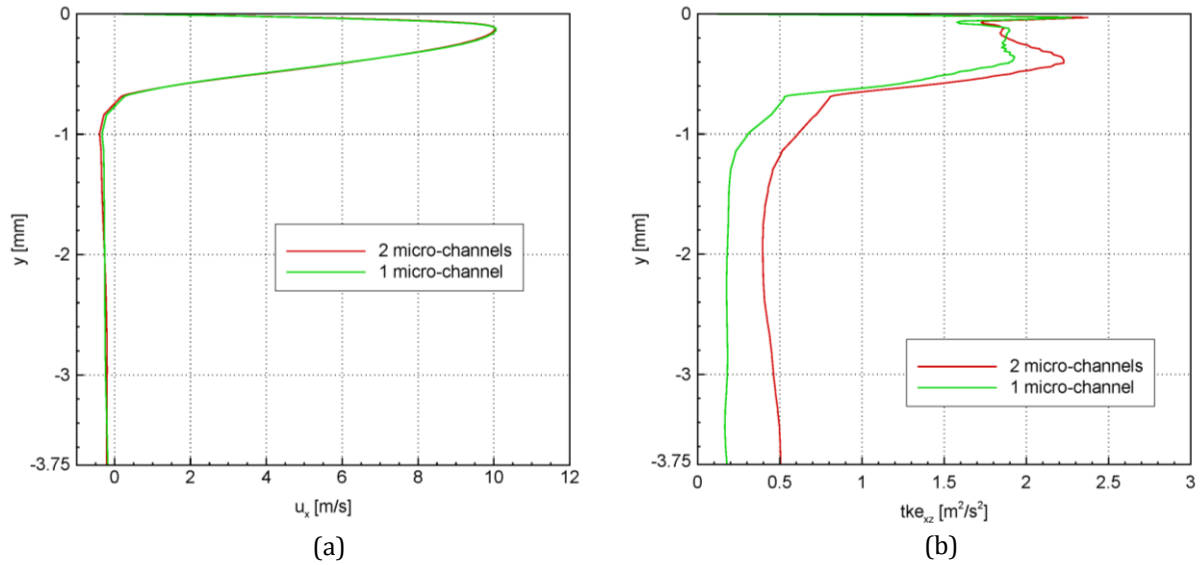 0
-1
-2
-3
-3.75
y [mm]
2 micro-channels
1 micro-channel
0
2
4
6
8
10
12
uₓ [m/s]
(a)
0
-1
-2
-3
-3.75
y [mm]
2 micro-channels
1 micro-channel
0
0.5
1
1.5
2
2.5
3
tke_xz [m²/s²]
(b)